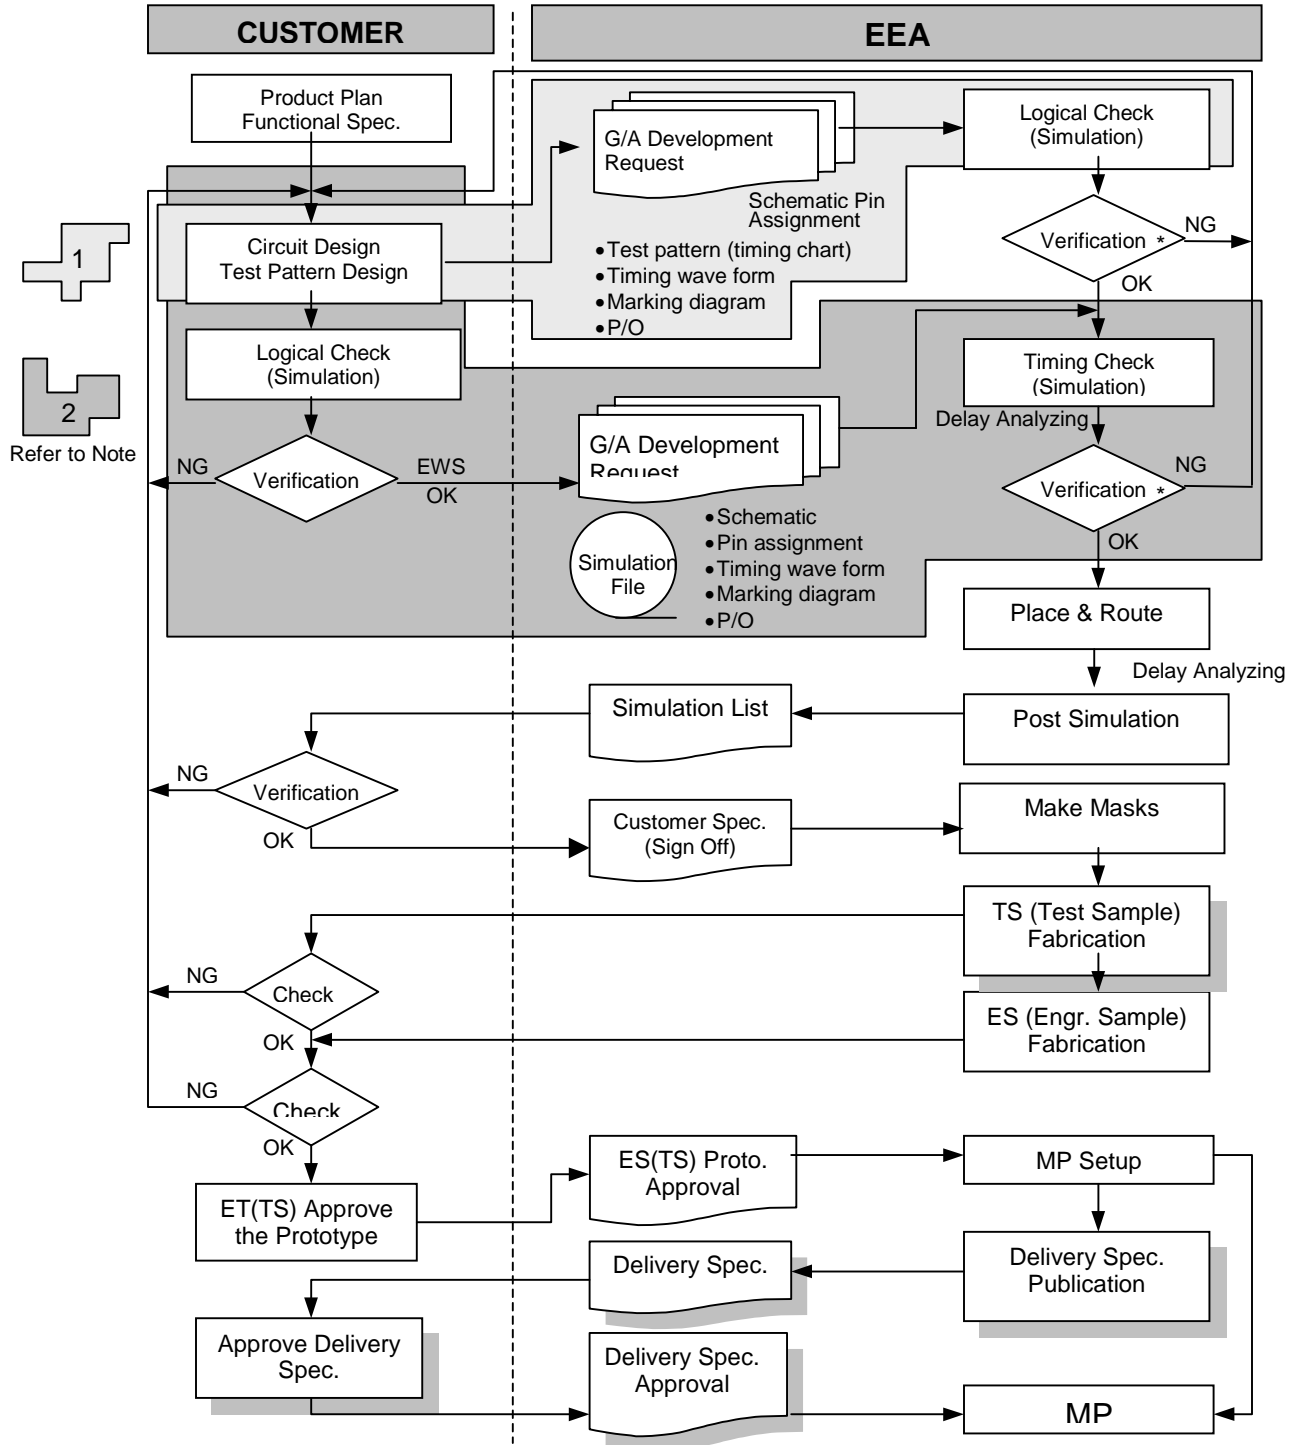 CUSTOMER
EEA
Product Plan
Functional Spec.
G/A Development
Request
Logical Check
(Simulation)
Schematic Pin
Assignment
Verification *
NG
OK
1
Circuit Design
Test Pattern Design
•Test pattern (timing chart)
•Timing wave form
•Marking diagram
•P/O
Logical Check
(Simulation)
Timing Check
(Simulation)
2
Refer to Note
Delay Analyzing
NG
Verification
EWS
OK
G/A Development
Request
Verification *
NG
OK
Simulation
File
•Schematic
•Pin assignment
•Timing wave form
•Marking diagram
•P/O
Place & Route
Delay Analyzing
Simulation List
Post Simulation
NG
Verification
OK
Customer Spec.
(Sign Off)
Make Masks
TS (Test Sample)
Fabrication
NG
Check
OK
ES (Engr. Sample)
Fabrication
NG
Check
OK
ES(TS) Proto.
Approval
MP Setup
ET(TS) Approve
the Prototype
Delivery Spec.
Delivery Spec.
Publication
Approve Delivery
Spec.
Delivery Spec.
Approval
MP